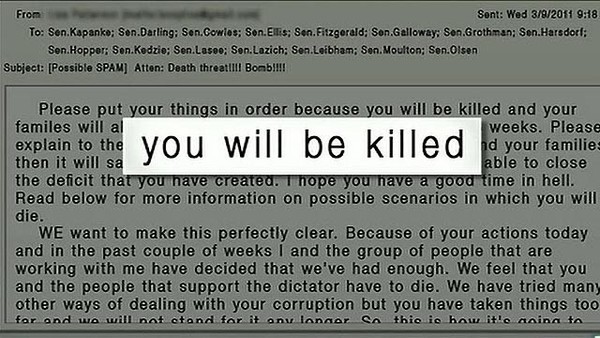 From:
Sent: Wed 3/9/2011 9:18
To: Sen.Kapanke; Sen.Darling; Sen.Cowles; Sen.Ellis; Sen.Fitzgerald; Sen.Galloway; Sen.Grothman; Sen.Harsdorf;
Sen.Hopper; Sen.Kedzie; Sen.Lasee; Sen.Lazich; Sen.Leibham; Sen.Moulton; Sen.Olsen
Subject: [Possible SPAM] Atten: Death threat!!!! Bomb!!!!
Please put your things in order because you will be killed and your
familes will weeks. Please
you will be killed
explain to the your families
then it will able to close
the deficit that you have created. I hope you have a good time in hell.
Read below for more information on possible scenarios in which you will
die.
WE want to make this perfectly clear. Because of your actions today
and in the past couple of weeks I and the group of people that are
working with me have decided that we've had enough. We feel that you
and the people that support the dictator have to die. We have tried many
other ways of dealing with your corruption but you have taken things too
far and we will not stand for it any longer. So, this is how it's going to